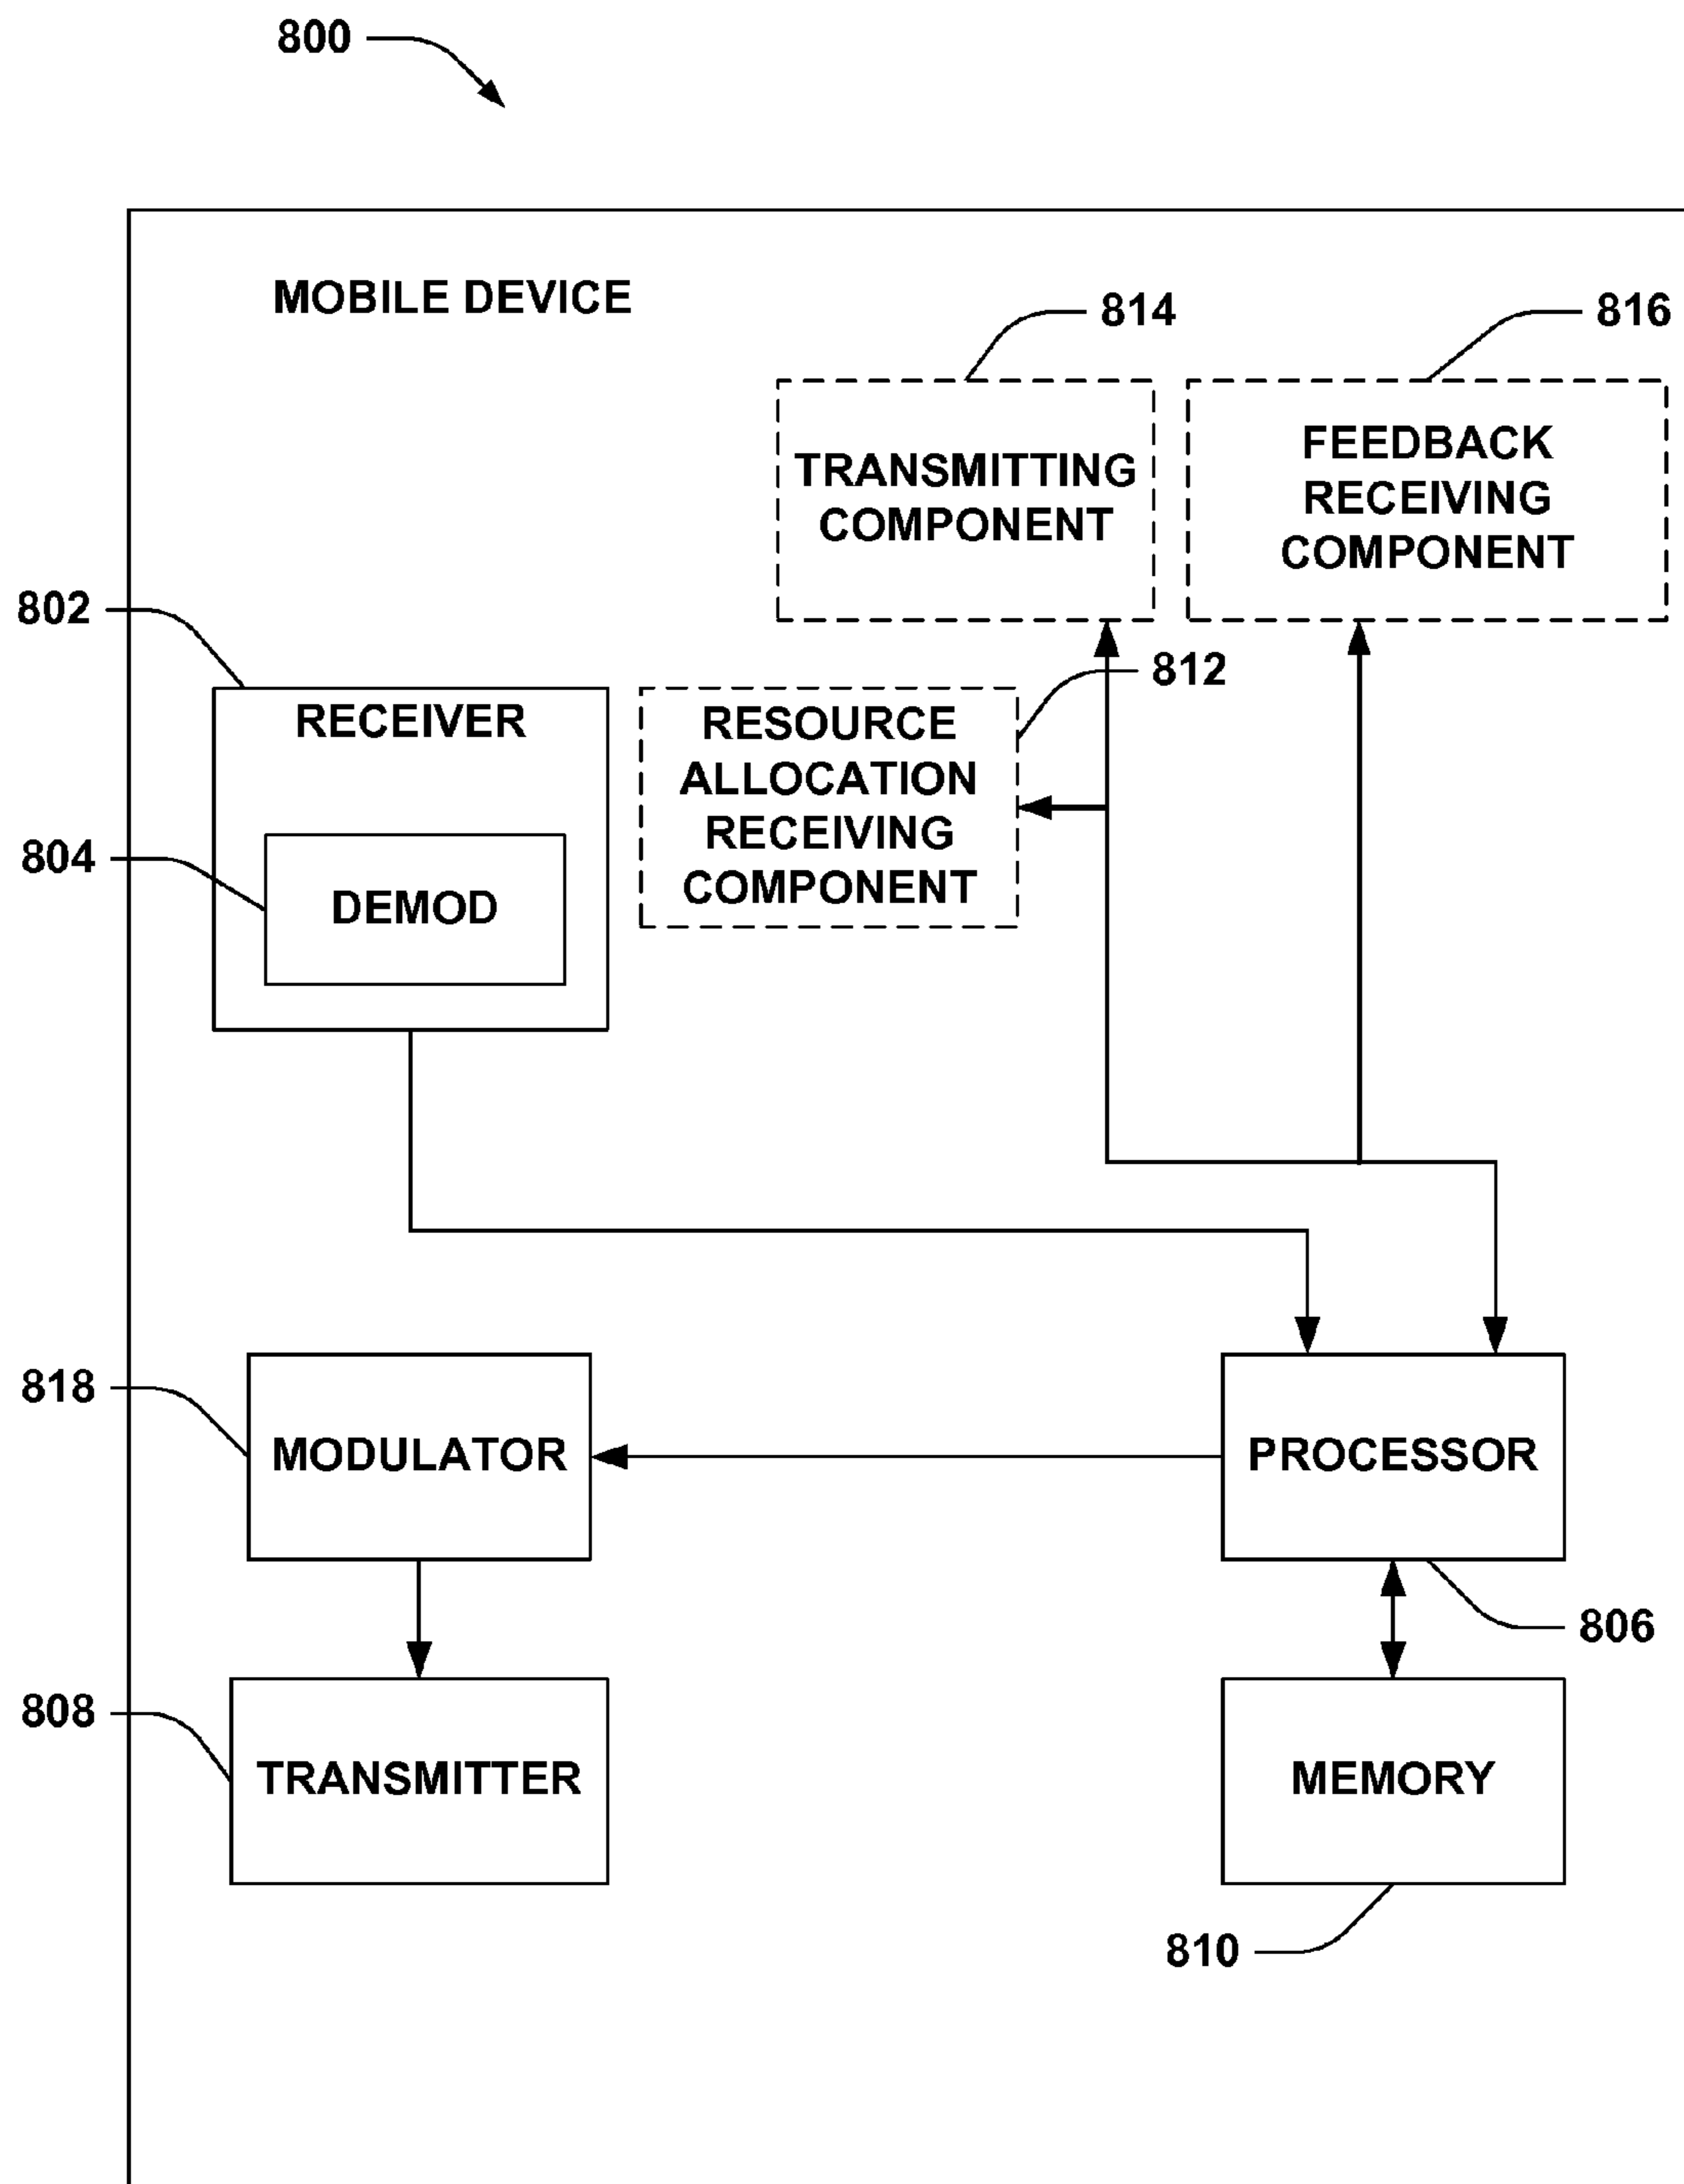 800
MOBILE DEVICE
814
816
TRANSMITTING
COMPONENT
FEEDBACK
RECEIVING
COMPONENT
802
812
RECEIVER
RESOURCE
ALLOCATION
RECEIVING
COMPONENT
804
DEMOD
818
MODULATOR
PROCESSOR
806
808
TRANSMITTER
MEMORY
810